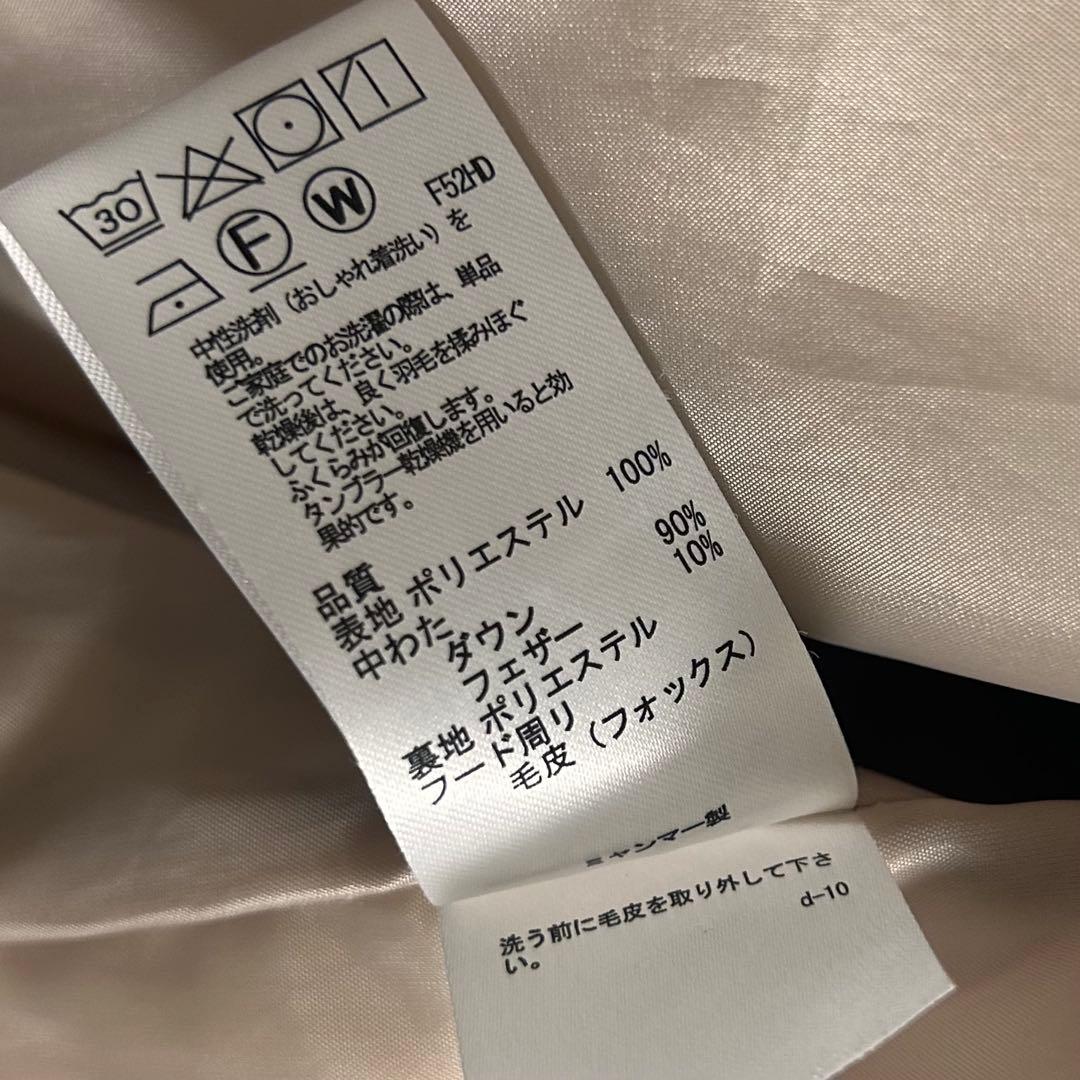 30
F W
F52HD
中性洗剤（おしゃれ着洗い）を
使用。
ご家庭でのお洗濯の際は、単品
で洗ってください。
乾燥後は、良く羽毛を揉みほぐ
してください。
ふくらみが回復します。
タンブラー乾燥機を用いると効
果的です。
品質
表地 ポリエステル 100%
中わた
ダウン 90%
フェザー 10%
裏地 ポリエステル
フード周り
毛皮（フォックス）
ミャンマー製
洗う前に毛皮を取り外して下さ
い。
d-10